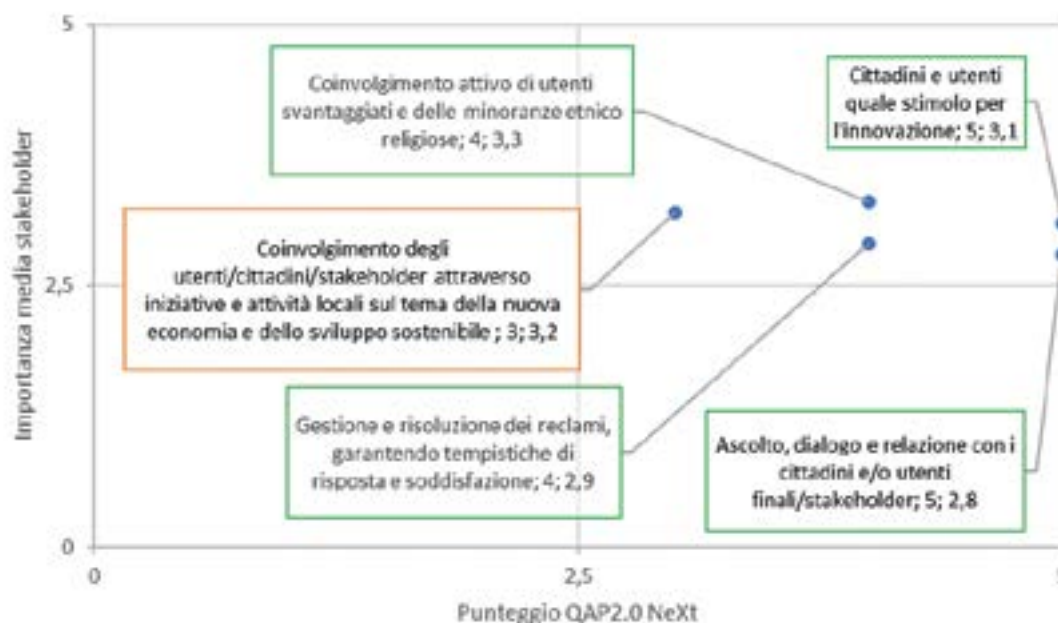 5
Coinvolgimento attivo di utenti
svantaggiati e delle minoranze etnico
religiose; 4; 3,3
Cittadini e utenti
quale stimolo per
l'innovazione; 5; 3,1
Importanza media stakeholder
Coinvolgimento degli
utenti/cittadini/stakeholder attraverso
iniziative e attività locali sul tema della nuova
economia e dello sviluppo sostenibile ; 3; 3,2
2,5
Gestione e risoluzione dei reclami,
garantendo tempistiche di
risposta e soddisfazione; 4; 2,9
Ascolto, dialogo e relazione con i
cittadini e/o utenti
finali/stakeholder; 5; 2,8
0
0
2,5
Punteggio QAP2.0 NeXt